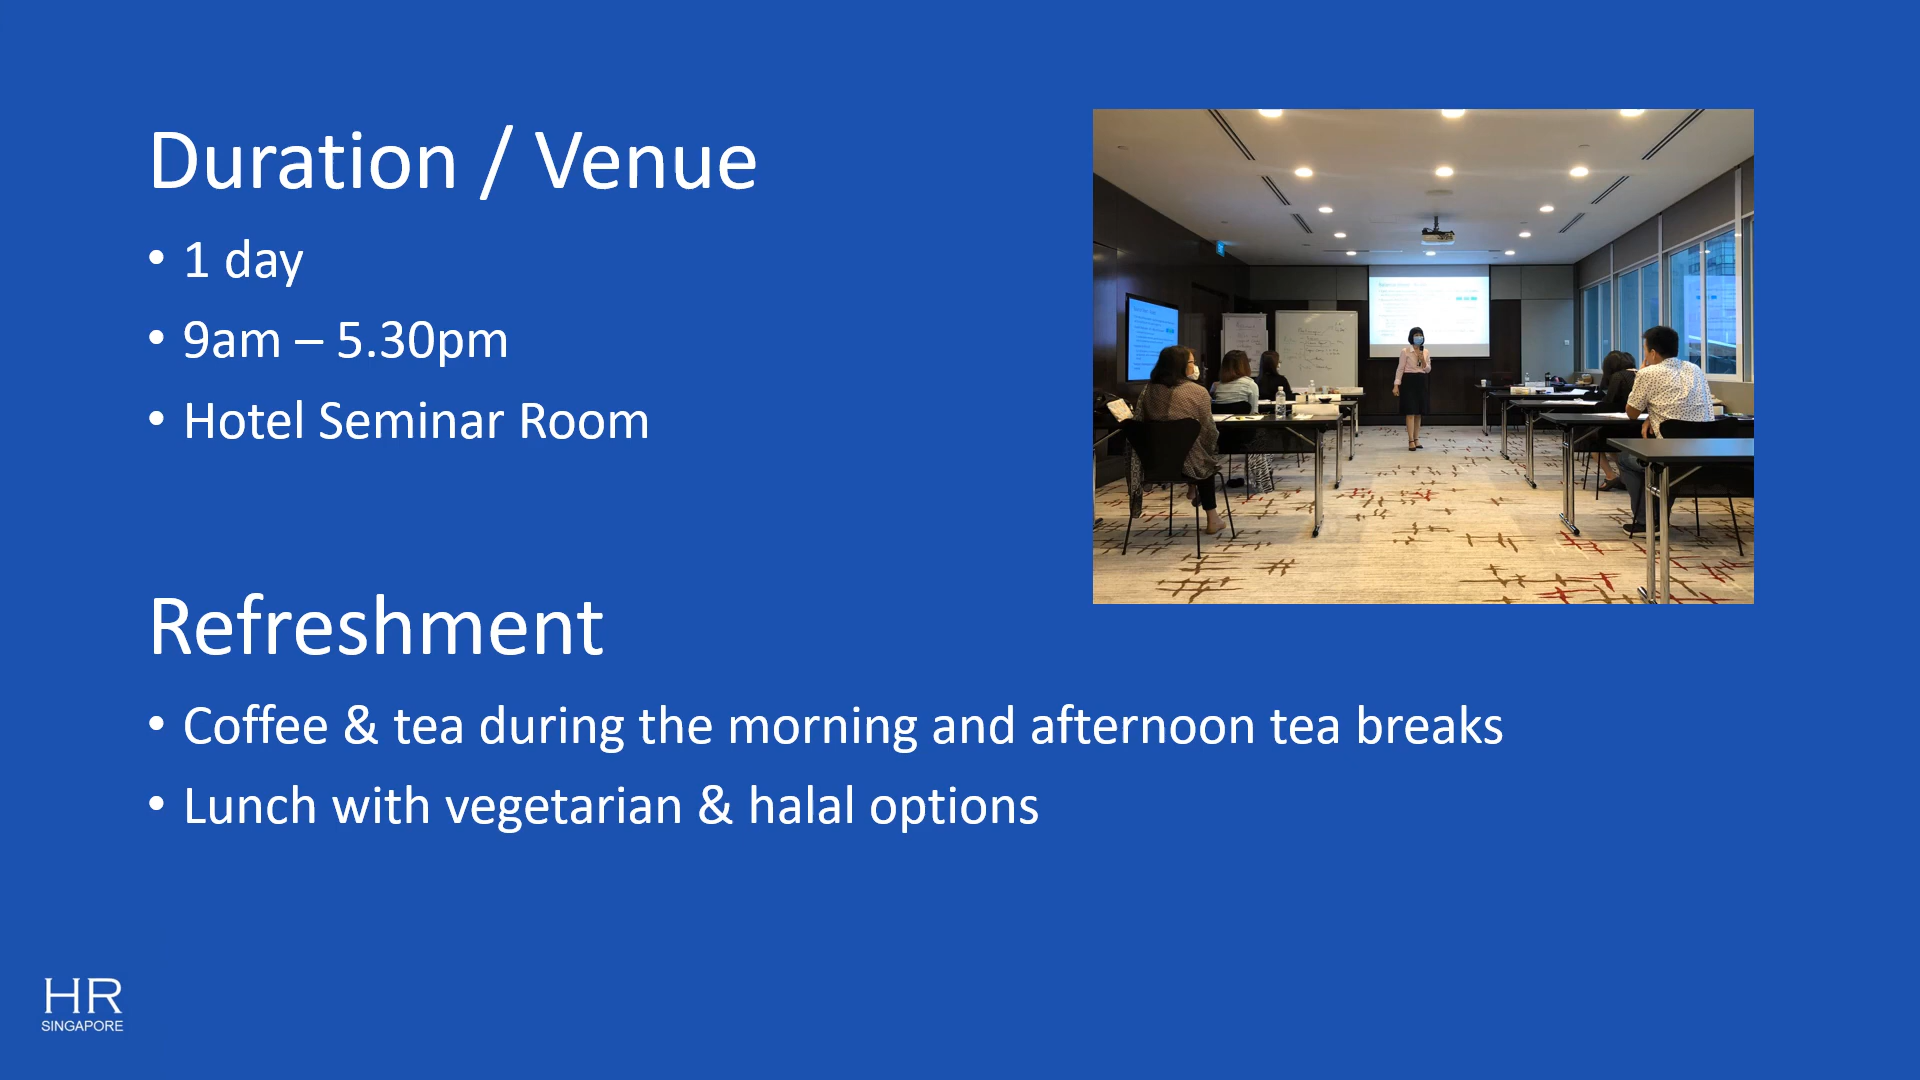 Duration / Venue
• 1 day
• 9am – 5.30pm
• Hotel Seminar Room
Refreshment
• Coffee & tea during the morning and afternoon tea breaks
• Lunch with vegetarian & halal options
HR
SINGAPORE